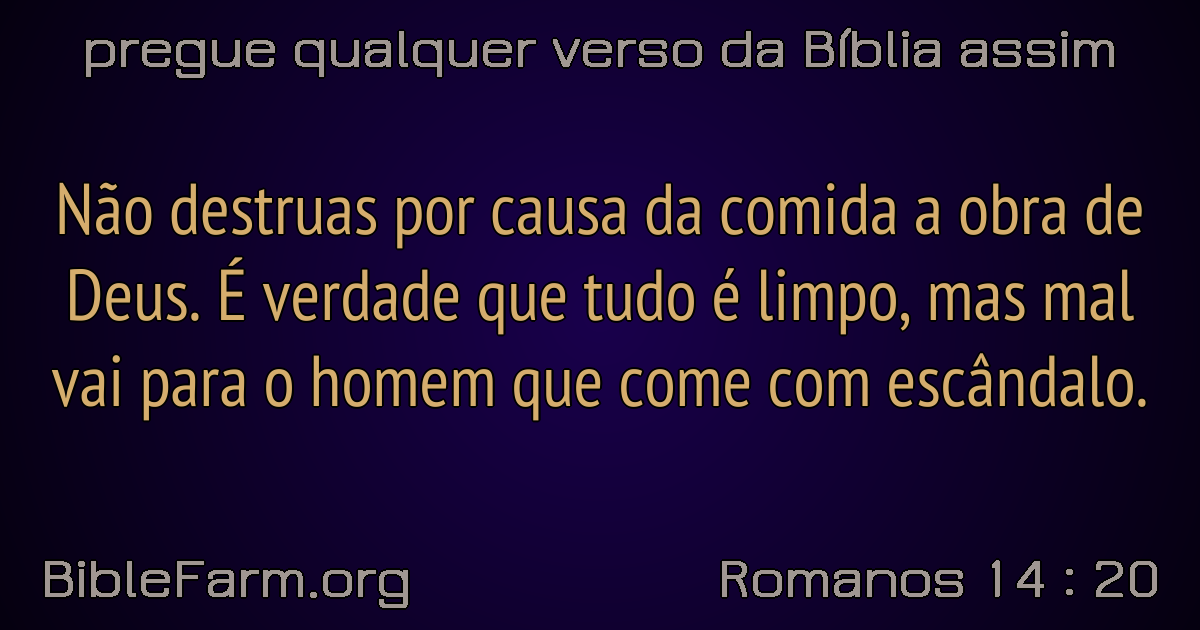 pregue qualquer verso da Bíblia assim
Não destruas por causa da comida a obra de
Deus. É verdade que tudo é limpo, mas mal
vai para o homem que come com escândalo.
BibleFarm.org
Romanos 14 : 20